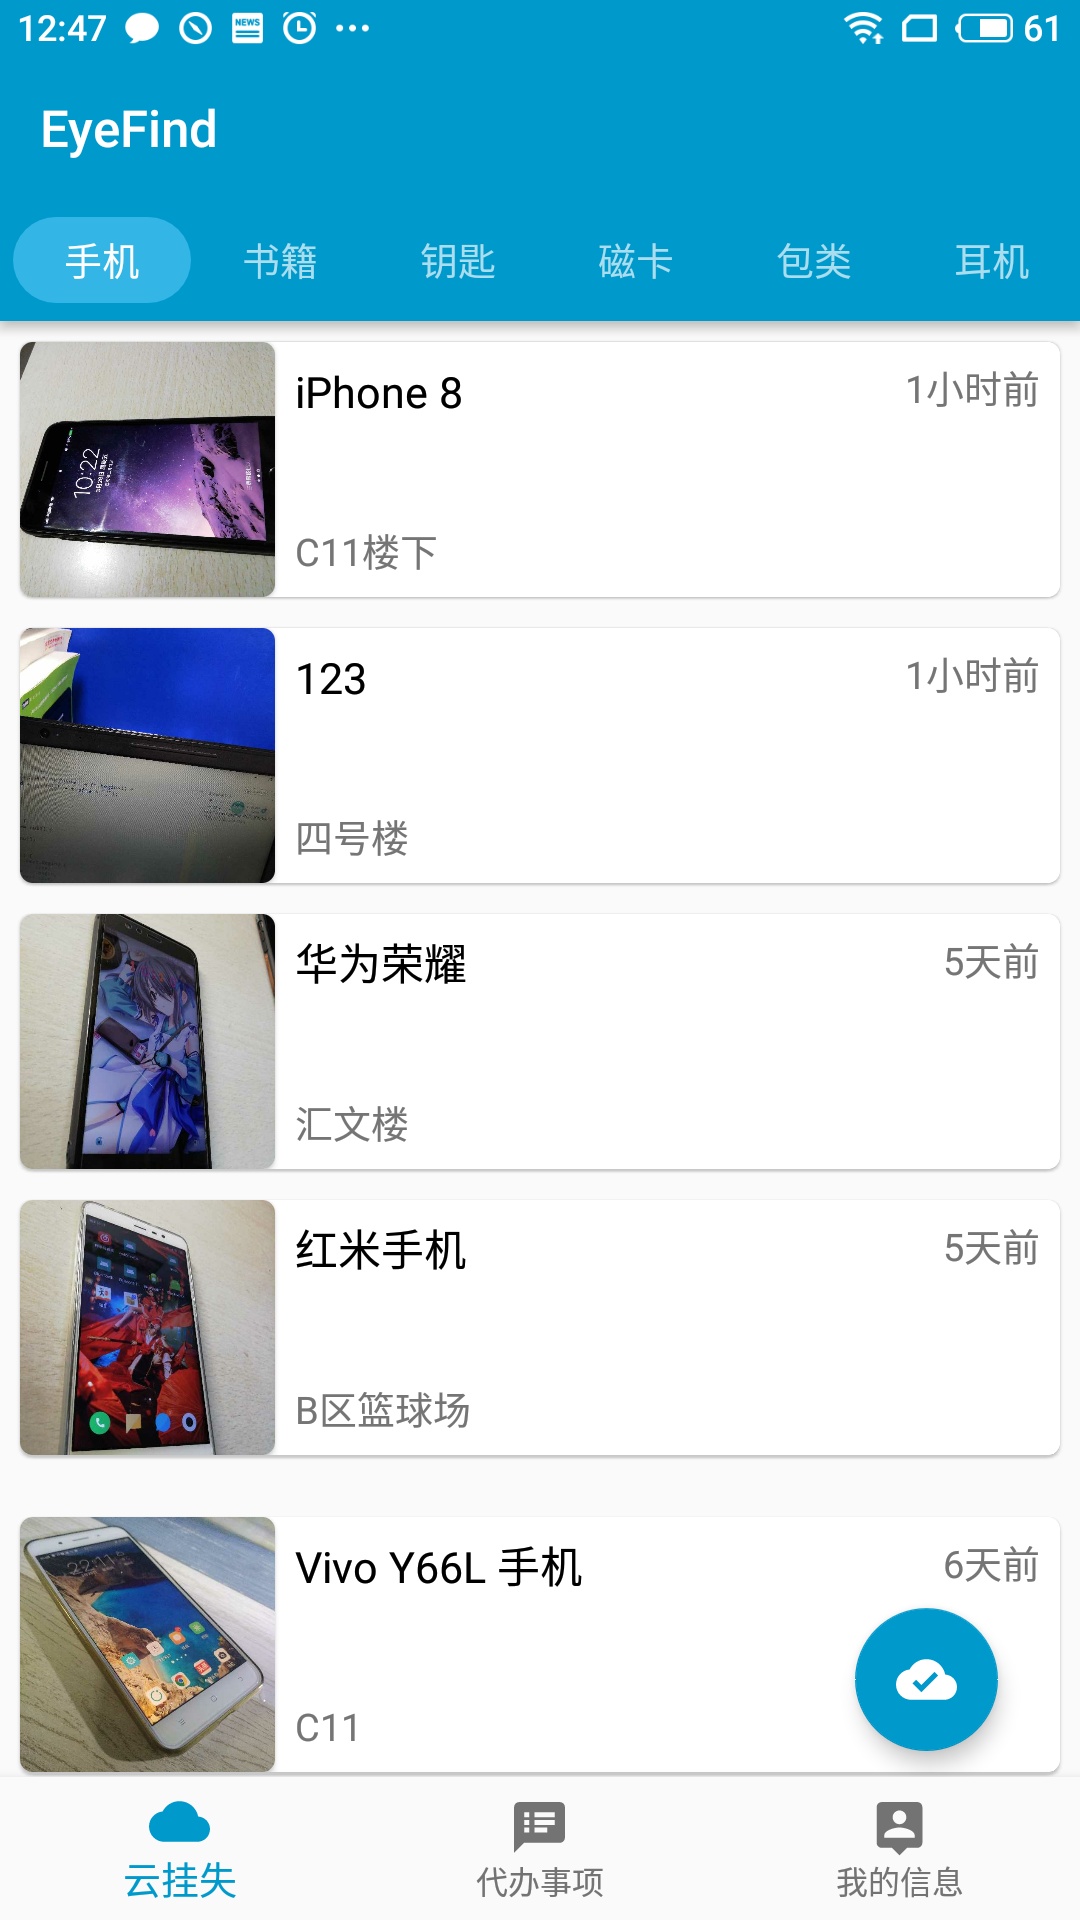 12:47 NEWS 61
EyeFind
手机 书籍 钥匙 磁卡 包类 耳机
iPhone 8 1小时前
10:22
C11楼下
123 1小时前
四号楼
华为荣耀 5天前
汇文楼
红米手机 5天前
B区篮球场
Vivo Y66L 手机 6天前
C11
云挂失 代办事项 我的信息